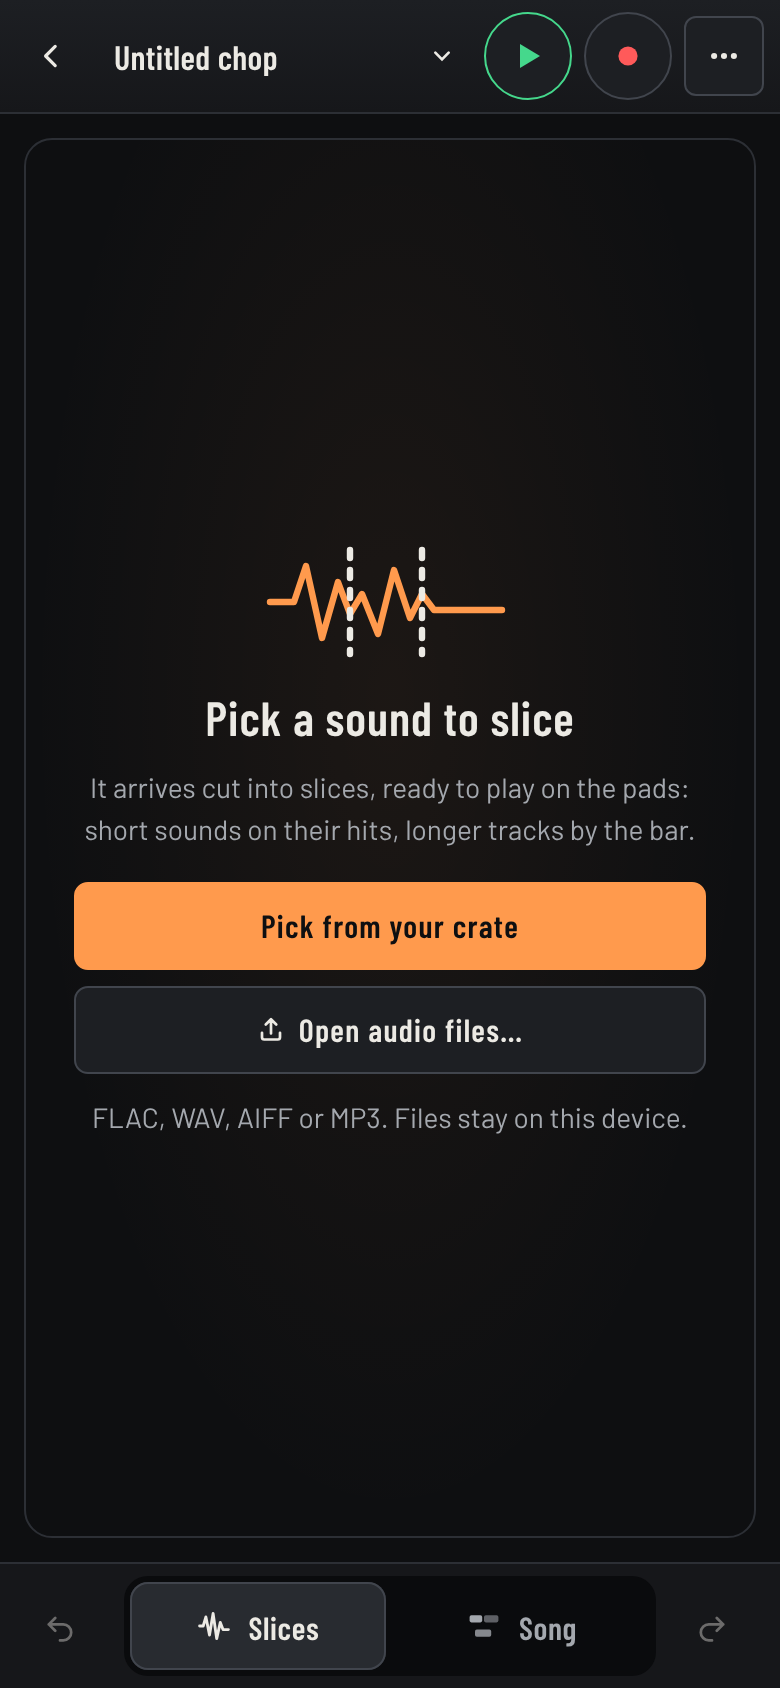 Untitled chop
Pick a sound to slice
It arrives cut into slices, ready to play on the pads:
short sounds on their hits, longer tracks by the bar.
Pick from your crate
Open audio files...
FLAC, WAV, AIFF or MP3. Files stay on this device.
Slices
Song